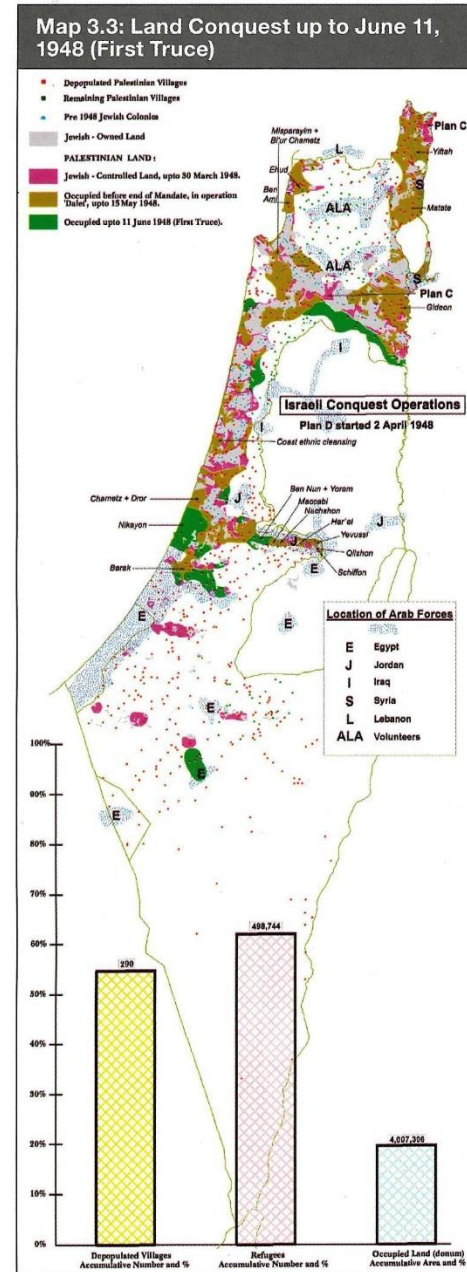 Map 3.3: Land Conquest up to June 11,
1948 (First Truce)
Depopulated Palestinian Villages
Remaining Palestinian Villages
Pre 1948 Jewish Colonies
Jewish - Owned Land
PALESTINIAN LAND :
Jewish - Controlled Land, upto 30 March 1948.
Occupied before end of Mandate, in operation
'Dalet', upto 15 May 1948.
Occupied upto 11 June 1948 (First Truce).
Misparayim +
Bi'ur Chametz
L
Plan C
Ehud
Yiftah
Ben
Ami
ALA
S
Matate
ALA
S
Plan C
Gideon
I
Israeli Conquest Operations
Plan D started 2 April 1948
I
Coast ethnic cleansing
Chametz + Dror
J
Ben Nun + Yoram
Maccabi
Nachshon
Nikayon
Har'el
J
J
Yevussi
Qilshon
Barak
E
Schiffon
E
E
Location of Arab Forces
E Egypt
J Jordan
I Iraq
S Syria
L Lebanon
ALA Volunteers
E
E
E
100%
90%
80%
70%
60%
50%
40%
30%
20%
10%
0%
290
498,744
4,007,306
Depopulated Villages
Accumulative Number and %
Refugees
Accumulative Number and %
Occupied Land (donum)
Accumulative Area and %